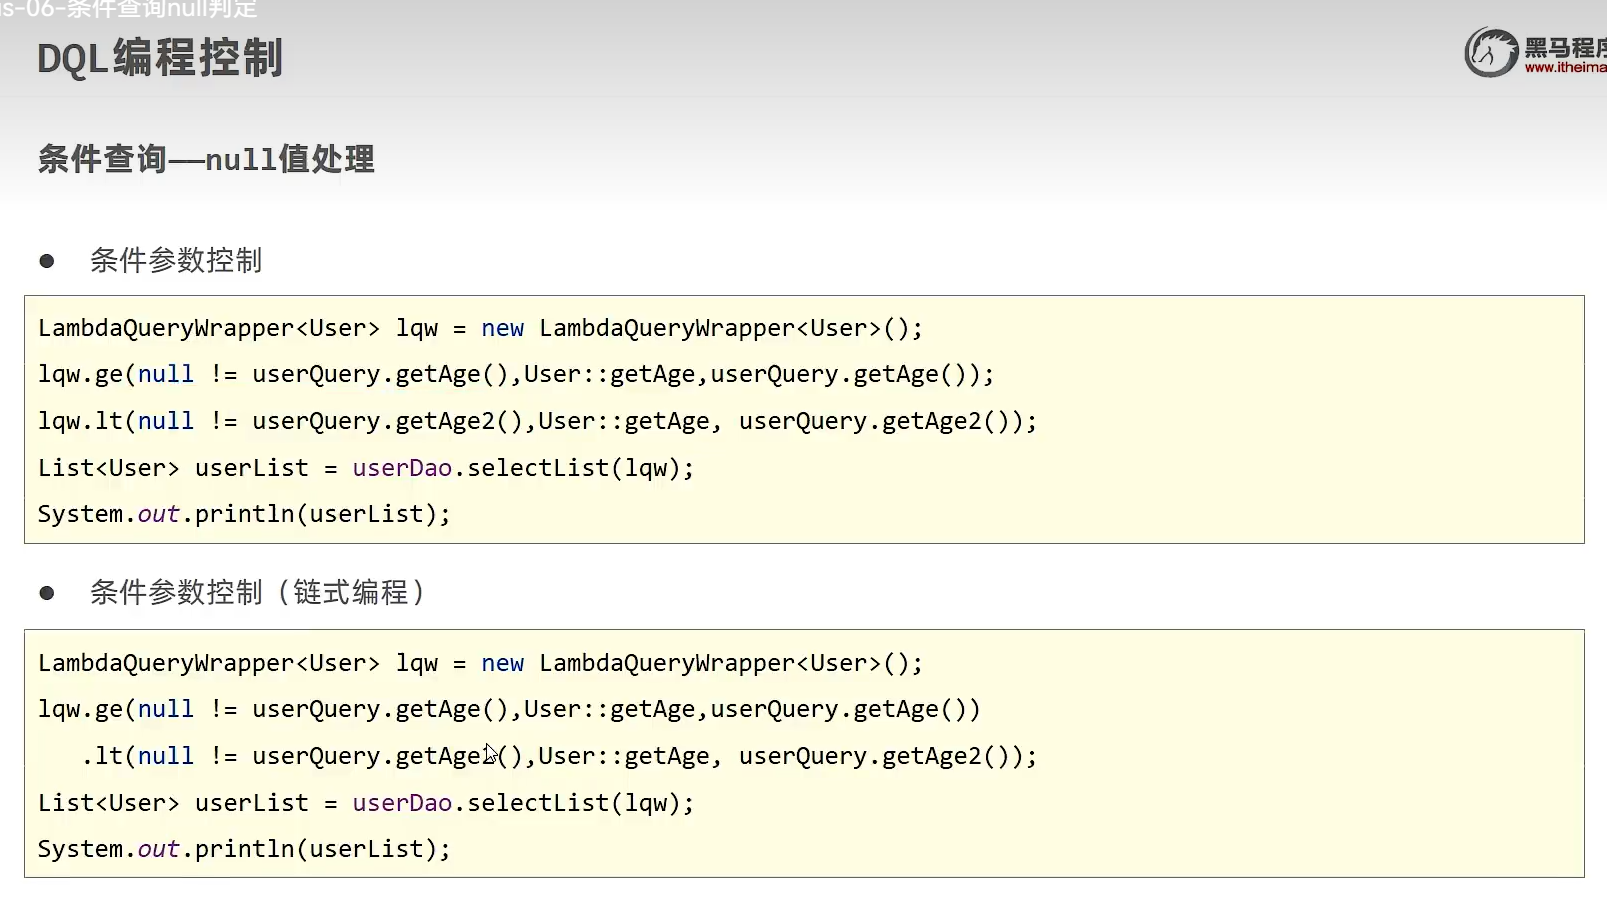 s-06-条件查询null判定
DQL编程控制
黑马程序
www.itheima
条件查询——null值处理
● 条件参数控制
LambdaQueryWrapper<User> lqw = new LambdaQueryWrapper<User>();
lqw.ge(null != userQuery.getAge(),User::getAge,userQuery.getAge());
lqw.lt(null != userQuery.getAge2(),User::getAge, userQuery.getAge2());
List<User> userList = userDao.selectList(lqw);
System.out.println(userList);
● 条件参数控制（链式编程）
LambdaQueryWrapper<User> lqw = new LambdaQueryWrapper<User>();
lqw.ge(null != userQuery.getAge(),User::getAge,userQuery.getAge())
.lt(null != userQuery.getAge2(),User::getAge, userQuery.getAge2());
List<User> userList = userDao.selectList(lqw);
System.out.println(userList);